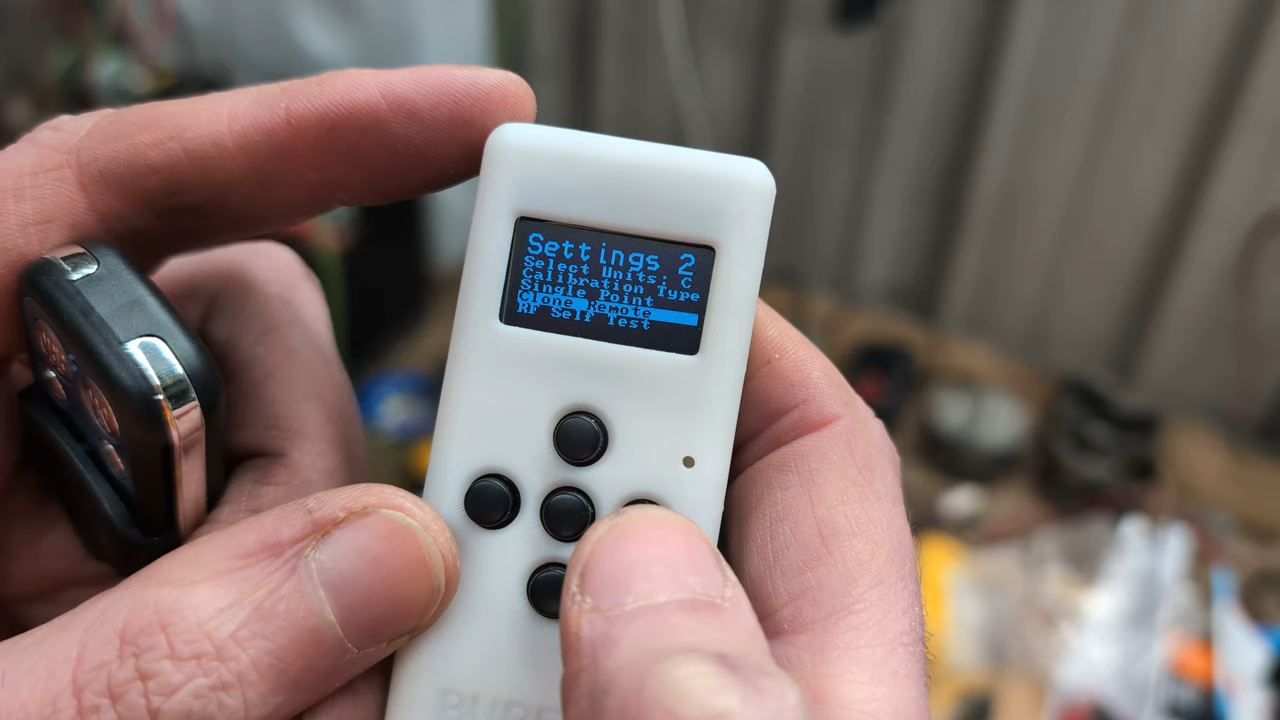 Settings 2
Select Units: C
Calibration Type
Single Point
Clone Remote
RF Self Test